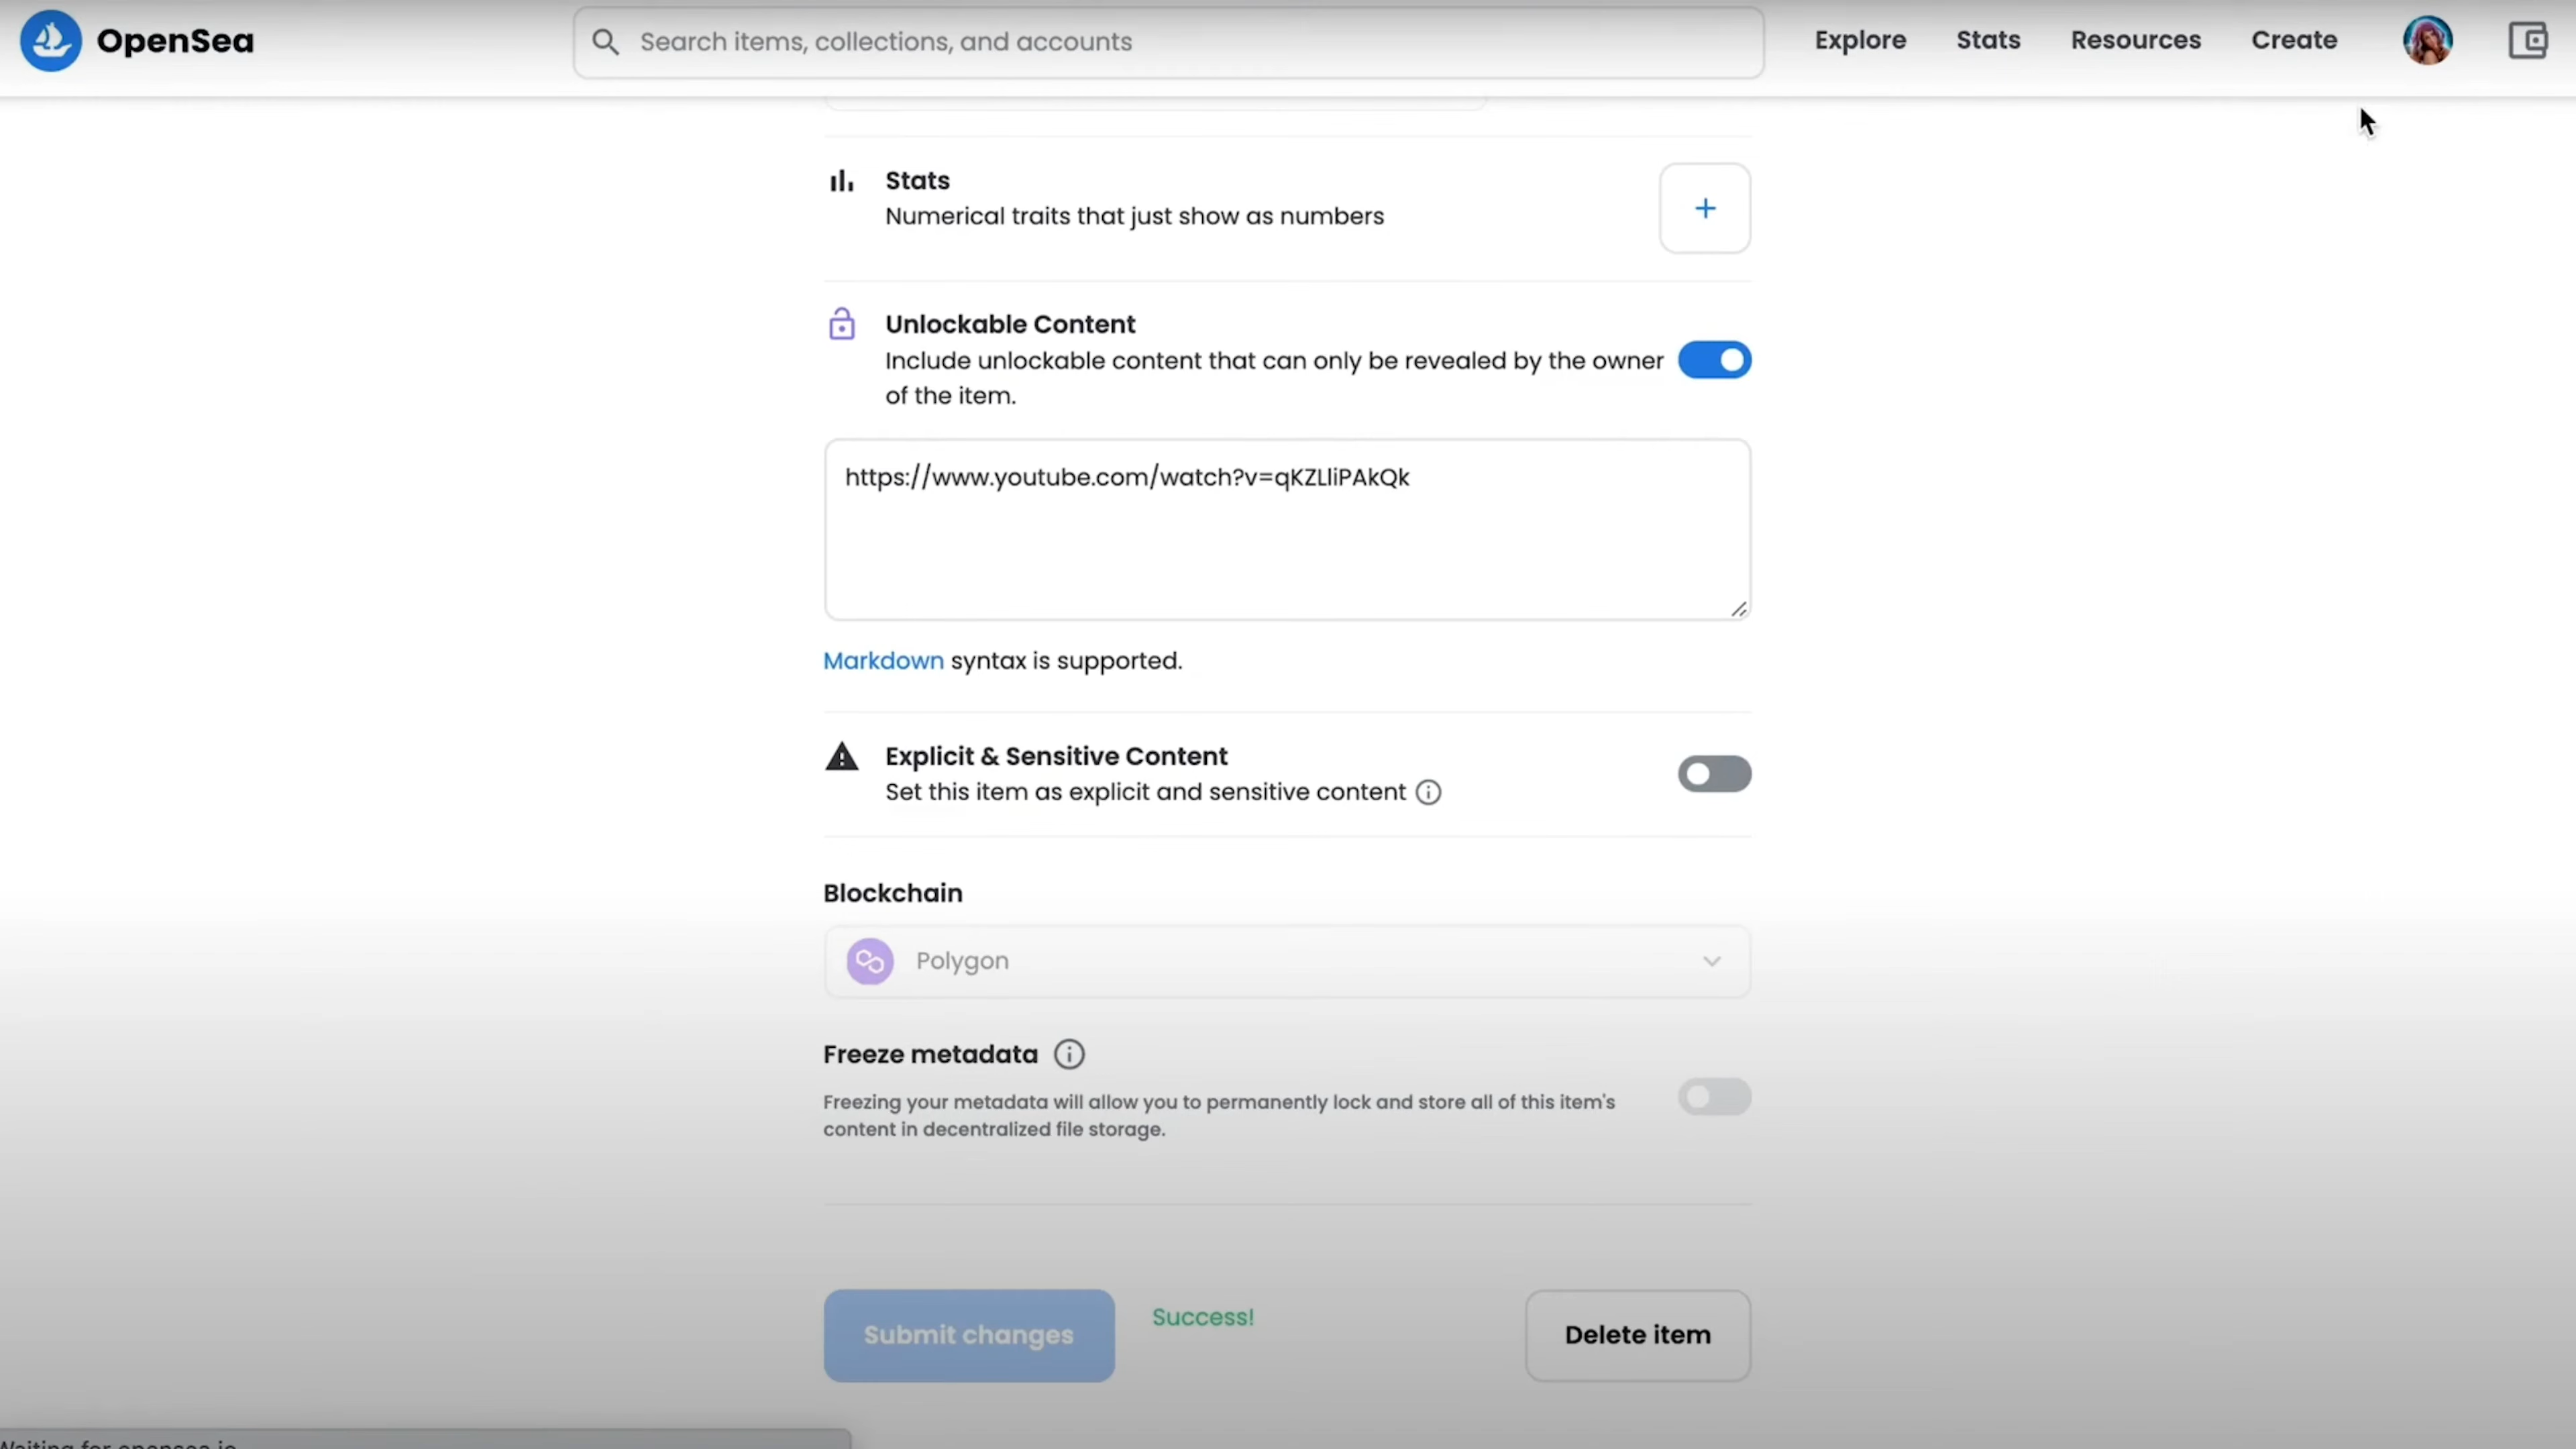 OpenSea
Search items, collections, and accounts
Explore
Stats
Resources
Create
Stats
Numerical traits that just show as numbers
Unlockable Content
Include unlockable content that can only be revealed by the owner
of the item.
https://www.youtube.com/watch?v=qKZLliPAkQk
Markdown syntax is supported.
Explicit & Sensitive Content
Set this item as explicit and sensitive content
Blockchain
Polygon
Freeze metadata
Freezing your metadata will allow you to permanently lock and store all of this item's
content in decentralized file storage.
Submit changes
Success!
Delete item